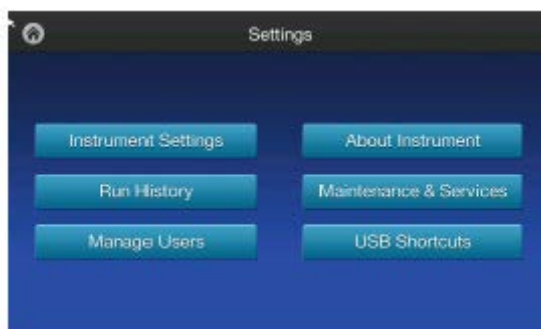 Settings
Instrument Settings
About Instrument
Run History
Maintenance & Services
Manage Users
USB Shortcuts